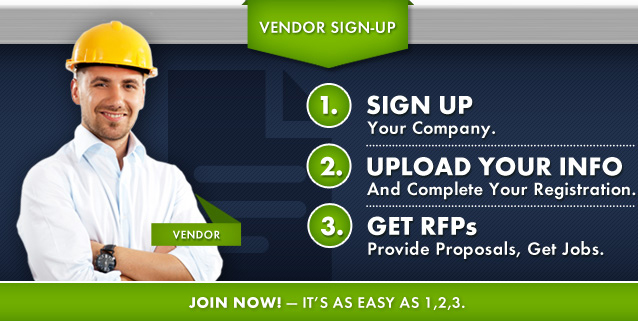 VENDOR SIGN-UP
1. SIGN UP
Your Company.
2. UPLOAD YOUR INFO
And Complete Your Registration.
3. GET RFPs
Provide Proposals, Get Jobs.
VENDOR
JOIN NOW! — IT'S AS EASY AS 1,2,3.